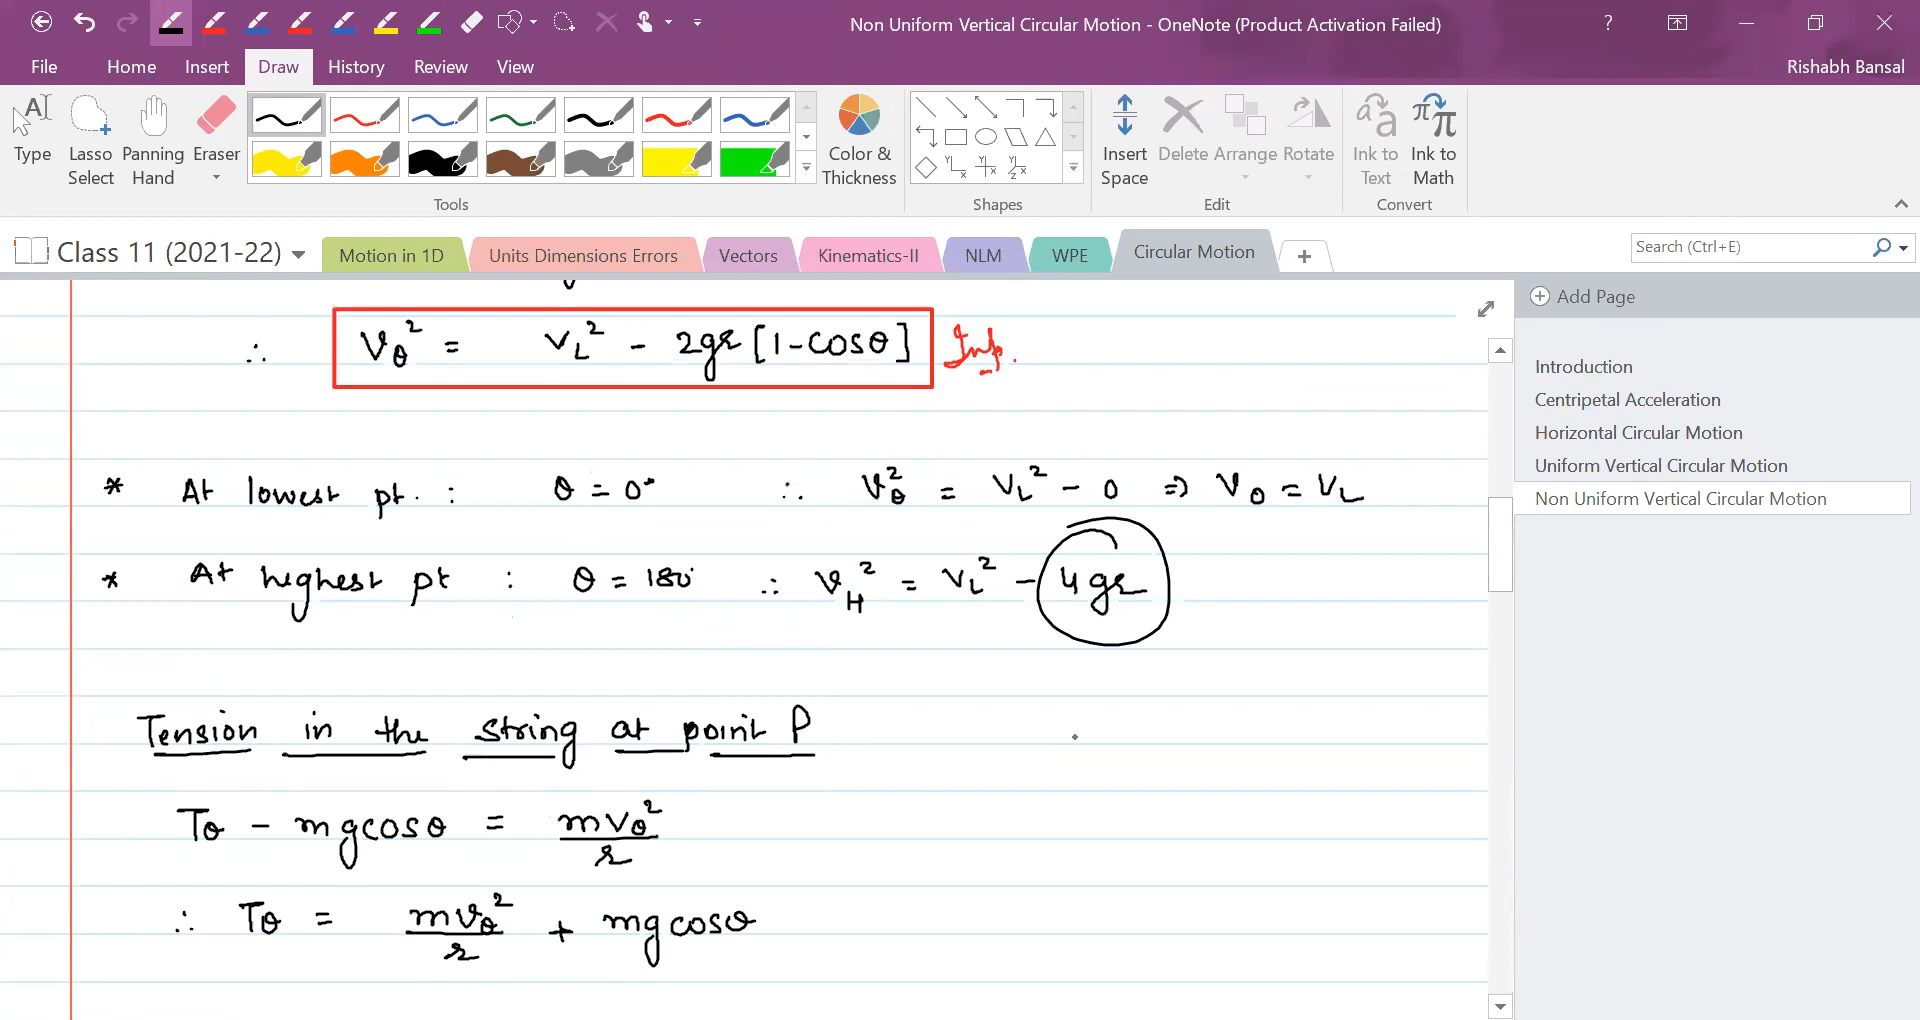 Non Uniform Vertical Circular Motion - OneNote (Product Activation Failed)
?
File Home Insert Draw History Review View
Rishabh Bansal
Type
Lasso Select
Panning Hand
Eraser
Color & Thickness
Insert Space
Delete
Arrange
Rotate
Ink to Text
Ink to Math
Tools
Shapes
Edit
Convert
Class 11 (2021-22)
Motion in 1D
Units Dimensions Errors
Vectors
Kinematics-II
NLM
WPE
Circular Motion
Search (Ctrl+E)
Add Page
Introduction
Centripetal Acceleration
Horizontal Circular Motion
Uniform Vertical Circular Motion
Non Uniform Vertical Circular Motion
∴ Vθ² = VL² - 2gr[1-cosθ] Imp.
* At lowest pt. : θ = 0° ∴ Vθ² = VL² - 0 ⇒ Vθ = VL
* At highest pt : θ = 180° ∴ VH² = VL² - 4gr
Tension in the string at point P
Tθ - mgcosθ = mVθ²/r
∴ Tθ = mVθ²/r + mgcosθ